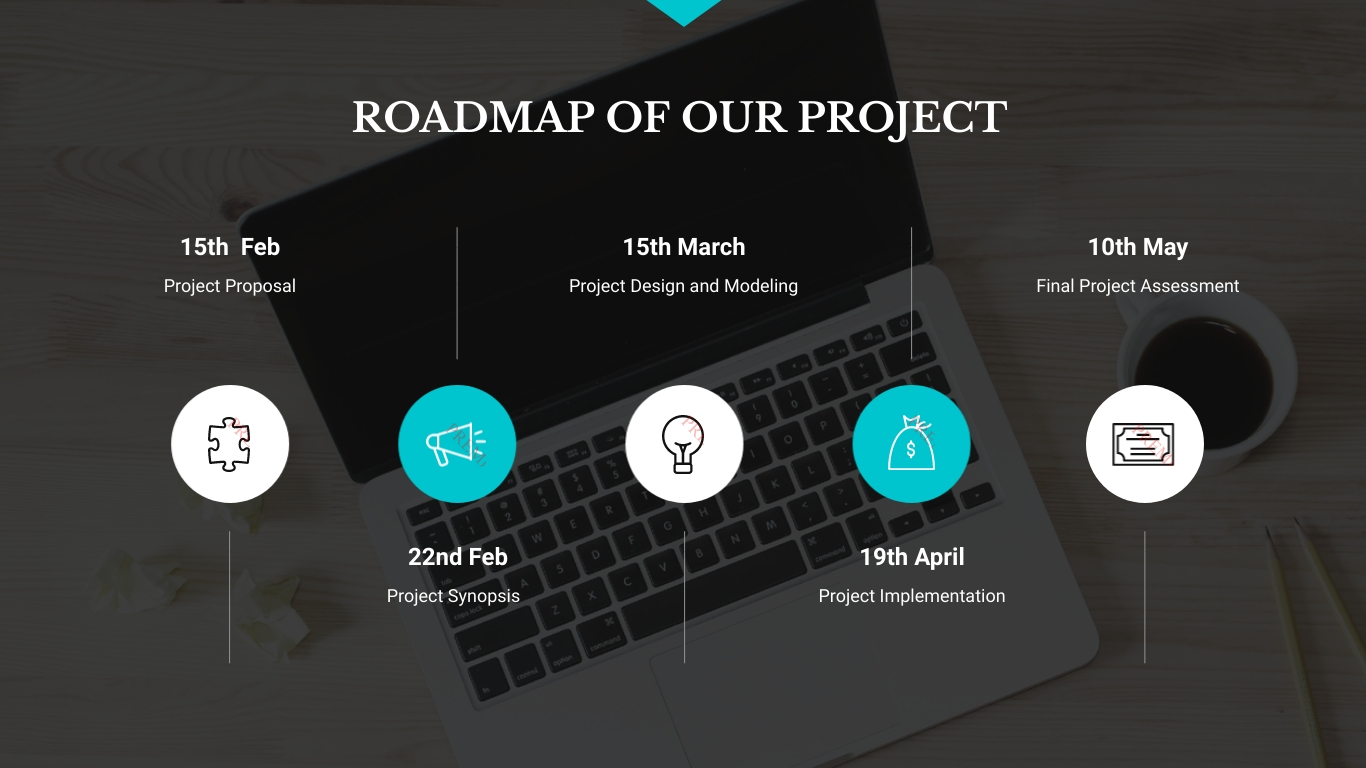 ROADMAP OF OUR PROJECT
15th  Feb
Project Proposal
15th March
Project Design and Modeling
10th May
Final Project Assessment
$
22nd Feb
Project Synopsis
19th April
Project Implementation